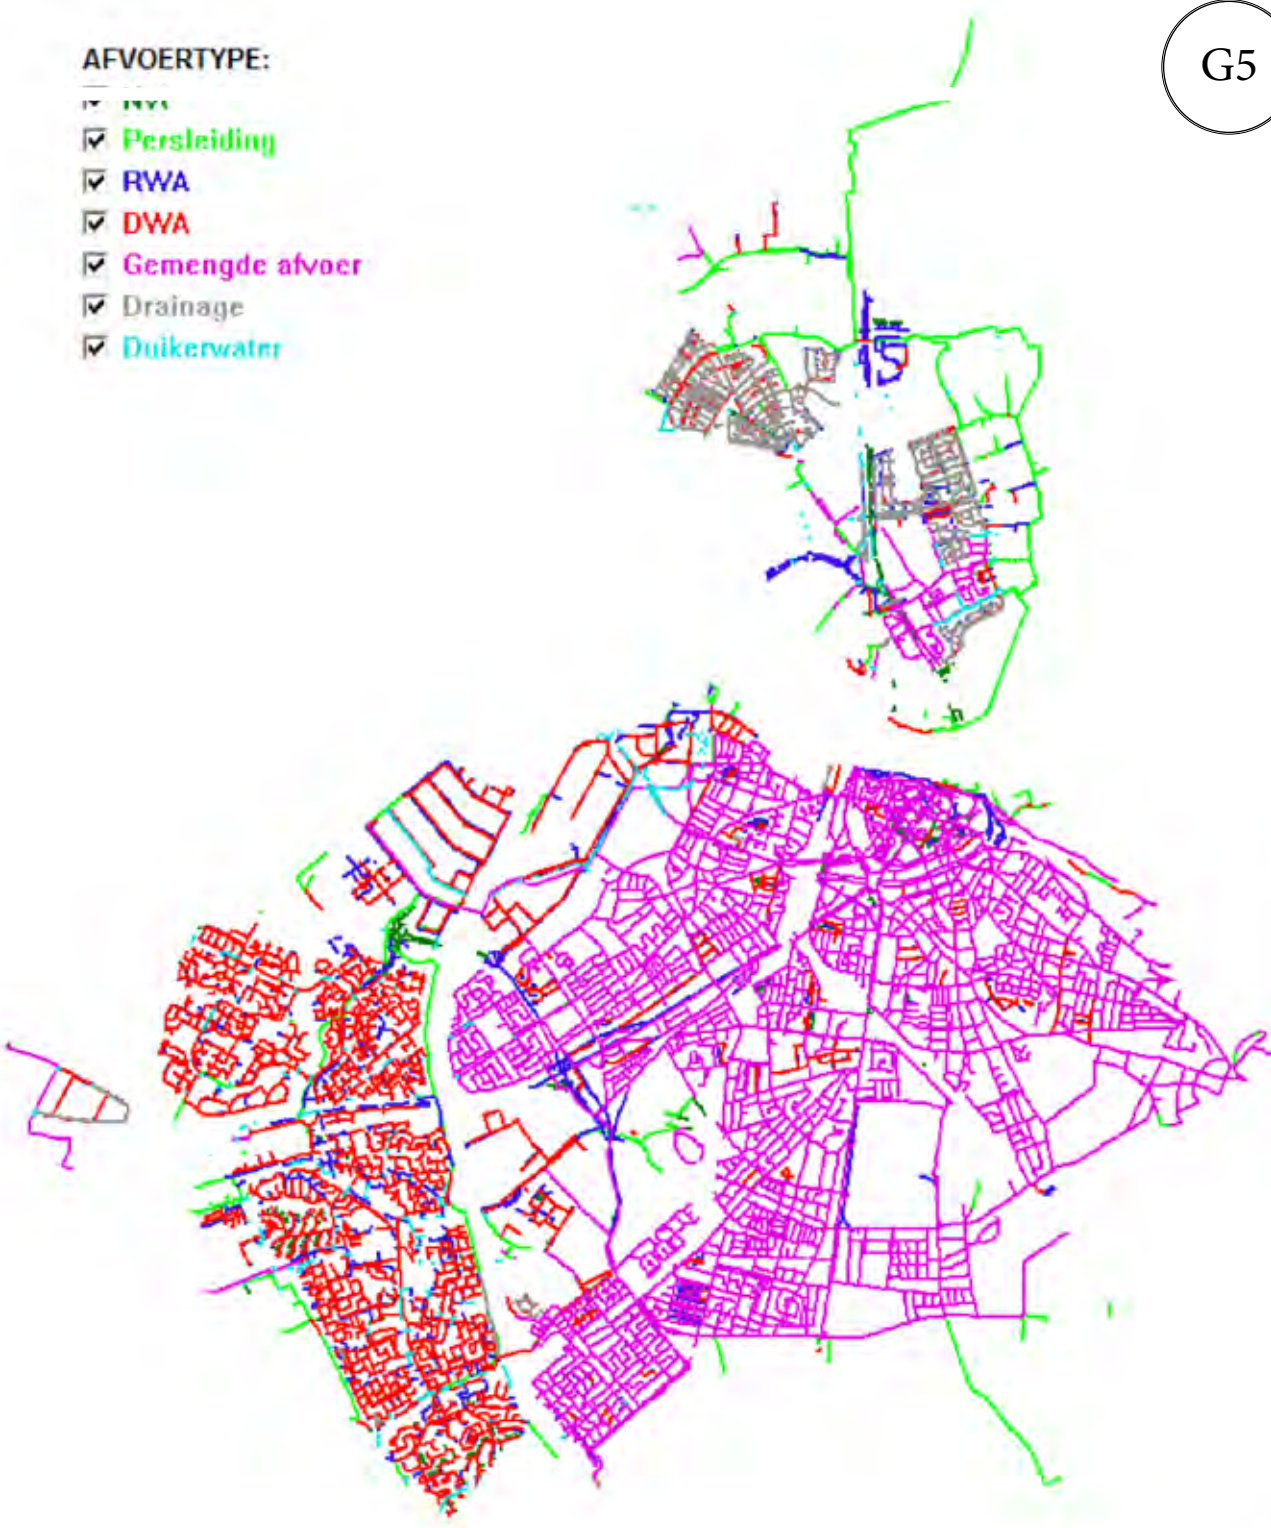 AFVOERTYPE:
Persleiding
RWA
DWA
Gemengde afvoer
Drainage
Duikerwater
G5